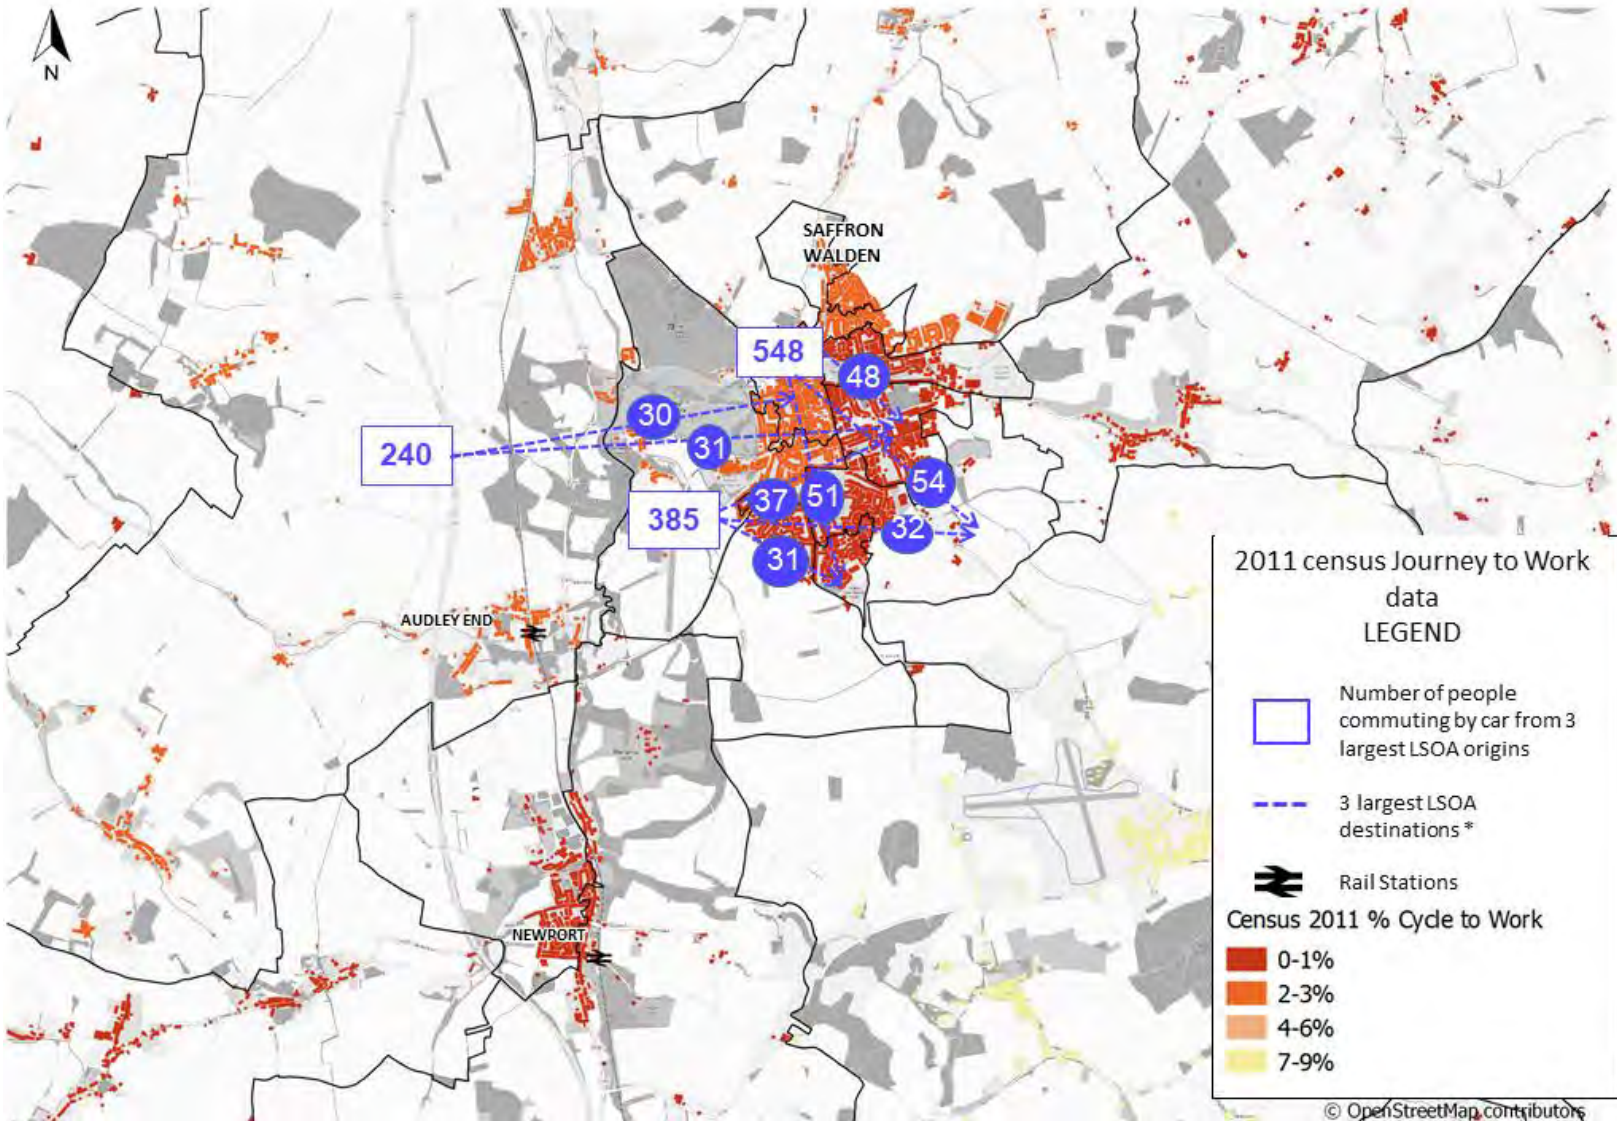 N
SAFFRON
WALDEN
548
48
30
240
31
54
37
51
385
32
31
AUDLEY END
NEWPORT
2011 census Journey to Work
data
LEGEND
Number of people
commuting by car from 3
largest LSOA origins
3 largest LSOA
destinations *
Rail Stations
Census 2011 % Cycle to Work
0-1%
2-3%
4-6%
7-9%
© OpenStreetMap contributors